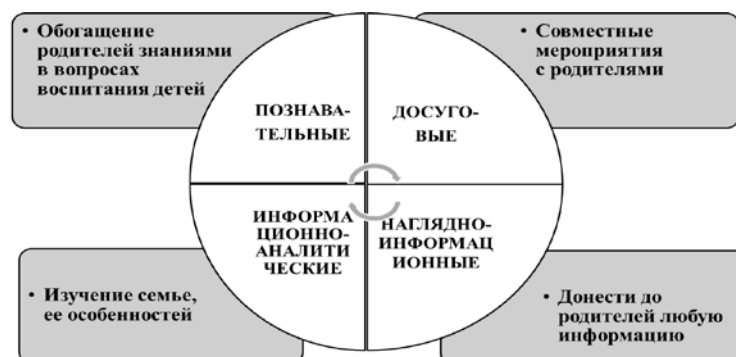 • Обогащение
родителей знаниями
в вопросах
воспитания детей
• Совместные
мероприятия
с родителями
ПОЗНАВА-
ТЕЛЬНЫЕ
ДОСУГО-
ВЫЕ
ИНФОРМА
ЦИОННО-
АНАЛИТИ
ЧЕСКИЕ
НАГЛЯДНО-
ИНФОРМАЦ
ИОННЫЕ
• Изучение семье,
ее особенностей
• Донести до
родителей любую
информацию